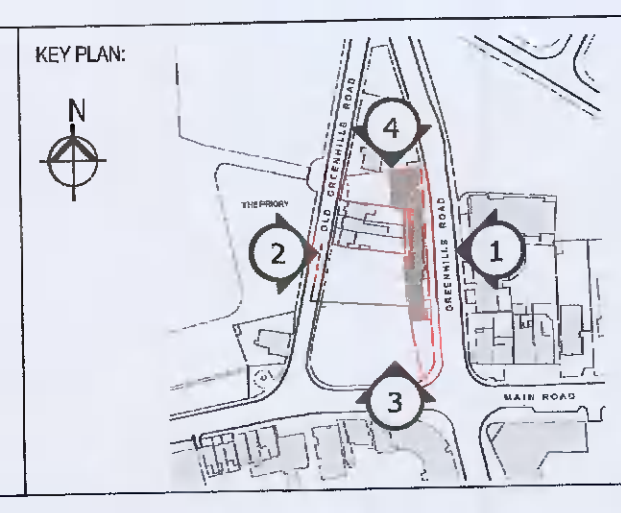 KEY PLAN:
N
4
OLD GREENHILLS ROAD
THE PRIORY
GREENHILLS ROAD
2
1
3
MAIN ROAD